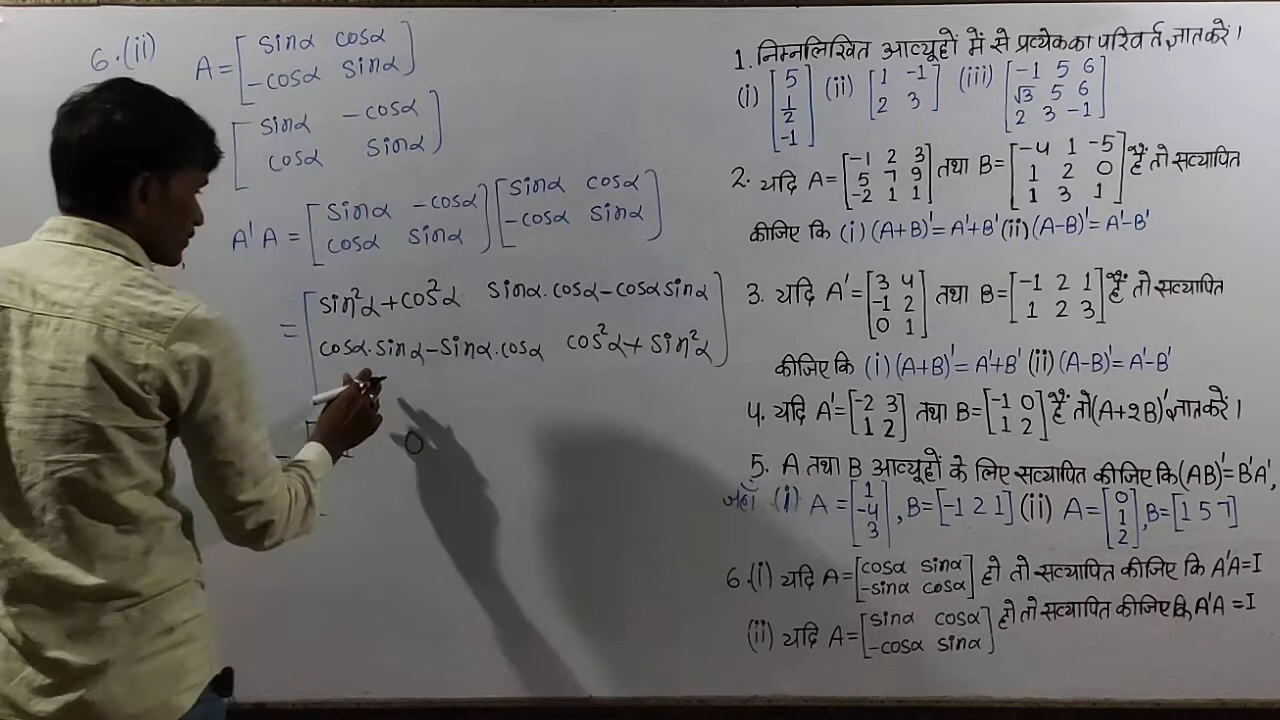 6.(ii) A = [sinα cosα
-cosα sinα]
[sinα -cosα
cosα sinα]
A'A = [sinα -cosα [sinα cosα
cosα sinα] -cosα sinα]
= [sin²α+cos²α sinα.cosα-cosαsinα
cosα.sinα-sinα.cosα cos²α+sin²α]
0
1. निम्नलिखित आव्यूहों में से प्रत्येक का परिवर्त ज्ञात करें।
(i) [5 1/2 -1] (ii) [1 -1 (iii) [-1 5 6
2 3] √3 5 6
2 3 -1]
2. यदि A = [-1 2 3 तथा B = [-4 1 -5 हैं तो सत्यापित
5 7 9 1 2 0
-2 1 1] 1 3 1]
कीजिए कि (i) (A+B)' = A'+B' (ii) (A-B)' = A'-B'
3. यदि A' = [3 4 तथा B = [-1 2 1 हैं तो सत्यापित
-1 2 1 2 3]
0 1]
कीजिए कि (i) (A+B)' = A'+B' (ii) (A-B)' = A'-B'
4. यदि A' = [-2 3 तथा B = [-1 0 हैं तो (A+2B)' ज्ञात करें।
1 2] 1 2]
5. A तथा B आव्यूहों के लिए सत्यापित कीजिए कि (AB)' = B'A',
जहाँ (i) A = [1 -4 3], B = [-1 2 1] (ii) A = [0 1 2], B = [1 5 7]
6.(i) यदि A = [cosα sinα हो तो सत्यापित कीजिए कि A'A = I
-sinα cosα]
(ii) यदि A = [sinα cosα हो तो सत्यापित कीजिए कि A'A = I
-cosα sinα]